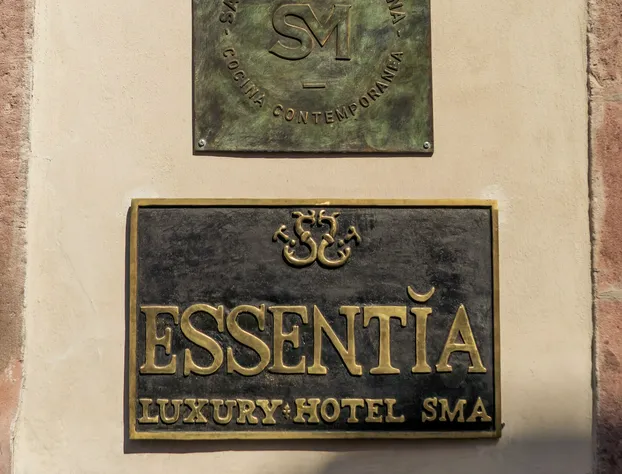 SM
- COCINA CONTEMPORANEA -
ESSENTĬA
LUXURY HOTEL SMA